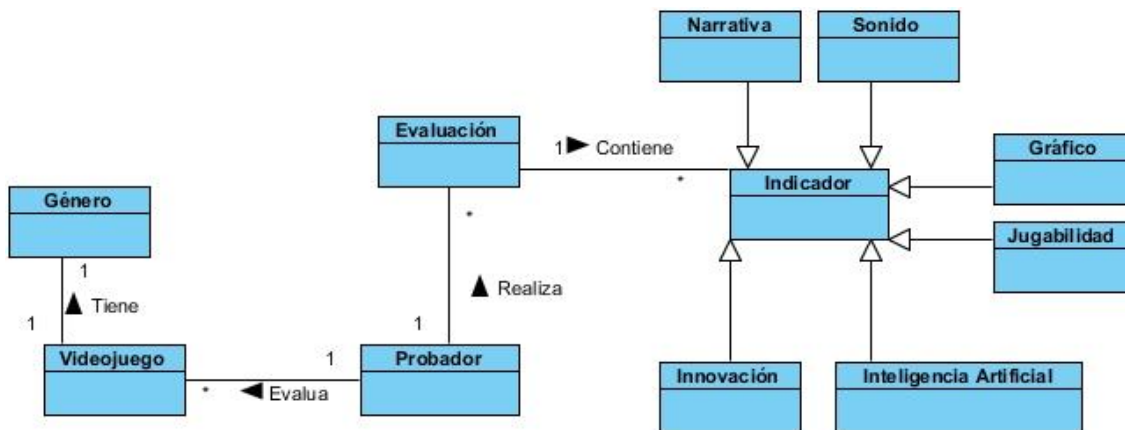 Narrativa
Sonido
Evaluación
1 Contiene
*
Indicador
Gráfico
Género
*
Jugabilidad
1
Tiene
Realiza
1
1
Videojuego
1
Probador
*
Evalua
Innovación
Inteligencia Artificial